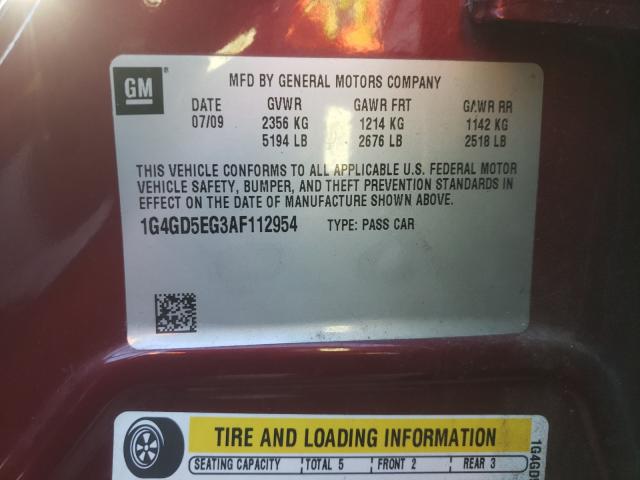 GM ®
MFD BY GENERAL MOTORS COMPANY
DATE GVWR GAWR FRT GAWR RR
07/09 2356 KG 1214 KG 1142 KG
5194 LB 2676 LB 2518 LB
THIS VEHICLE CONFORMS TO ALL APPLICABLE U.S. FEDERAL MOTOR
VEHICLE SAFETY, BUMPER, AND THEFT PREVENTION STANDARDS IN
EFFECT ON THE DATE OF MANUFACTURE SHOWN ABOVE.
1G4GD5EG3AF112954 TYPE: PASS CAR
TIRE AND LOADING INFORMATION
SEATING CAPACITY TOTAL 5 FRONT 2 REAR 3